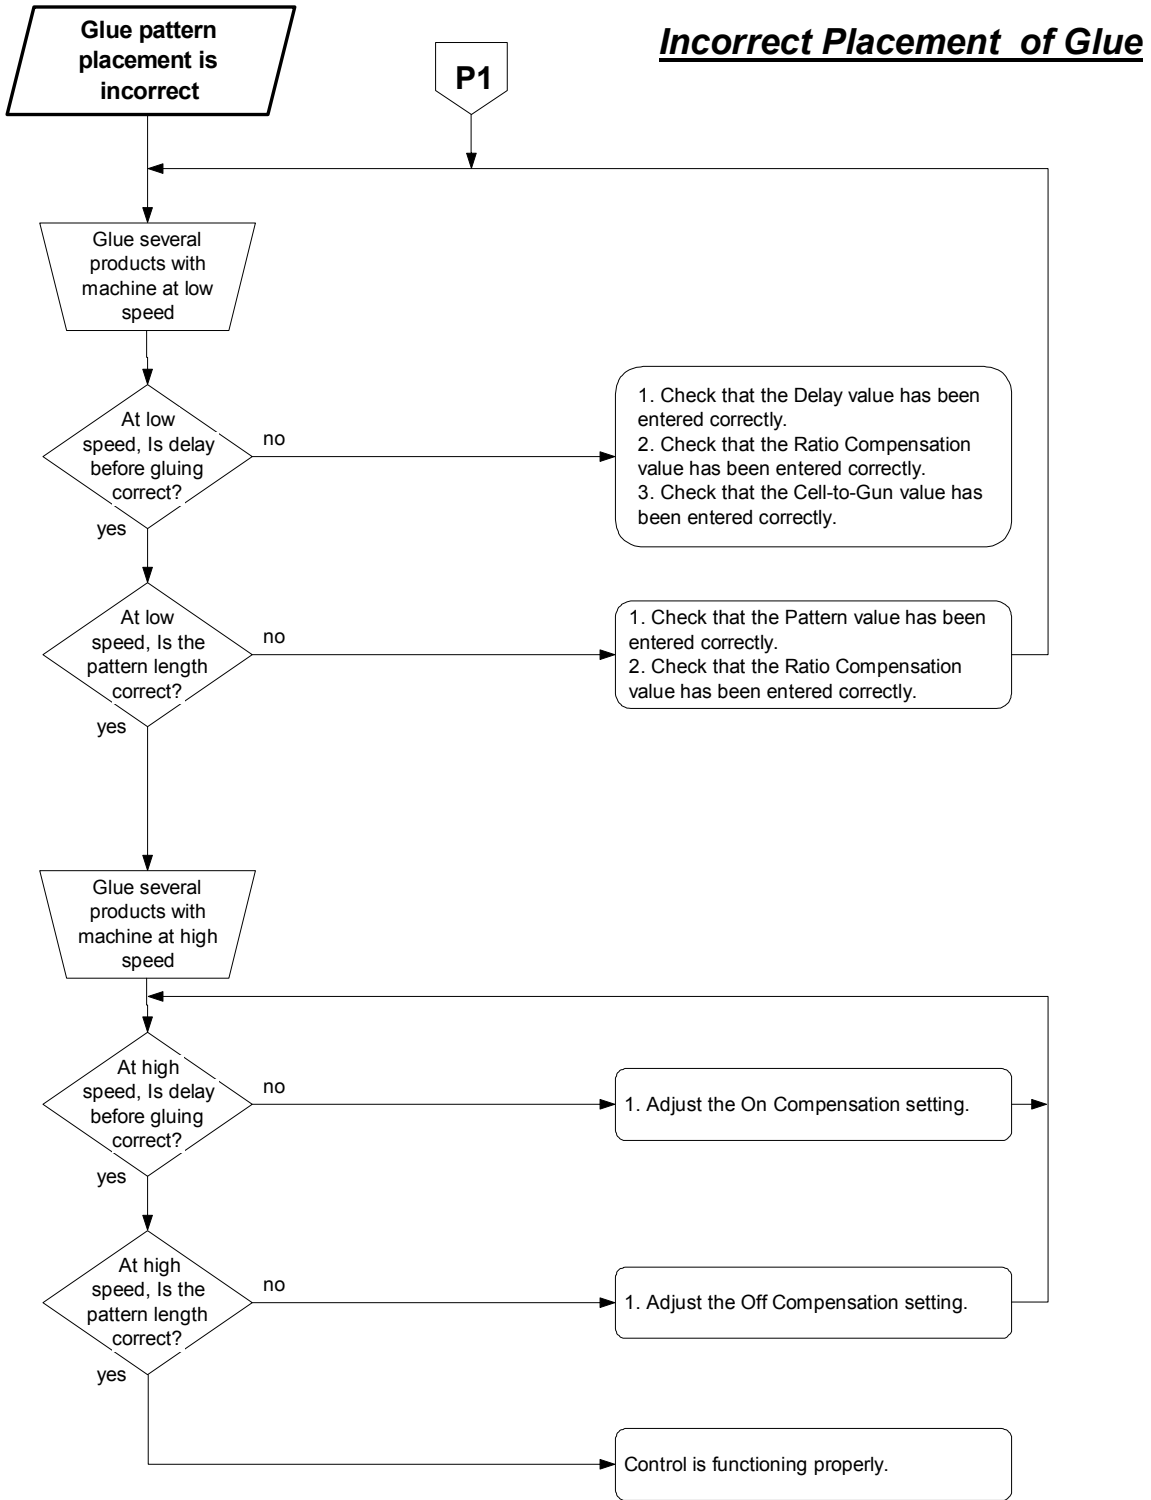 Glue pattern
placement is
incorrect
Incorrect Placement of Glue
P1
Glue several
products with
machine at low
speed
At low
speed, Is delay
before gluing
correct?
no
yes
1. Check that the Delay value has been
entered correctly.
2. Check that the Ratio Compensation
value has been entered correctly.
3. Check that the Cell-to-Gun value has
been entered correctly.
At low
speed, Is the
pattern length
correct?
no
yes
1. Check that the Pattern value has been
entered correctly.
2. Check that the Ratio Compensation
value has been entered correctly.
Glue several
products with
machine at high
speed
At high
speed, Is delay
before gluing
correct?
no
yes
1. Adjust the On Compensation setting.
At high
speed, Is the
pattern length
correct?
no
yes
1. Adjust the Off Compensation setting.
Control is functioning properly.